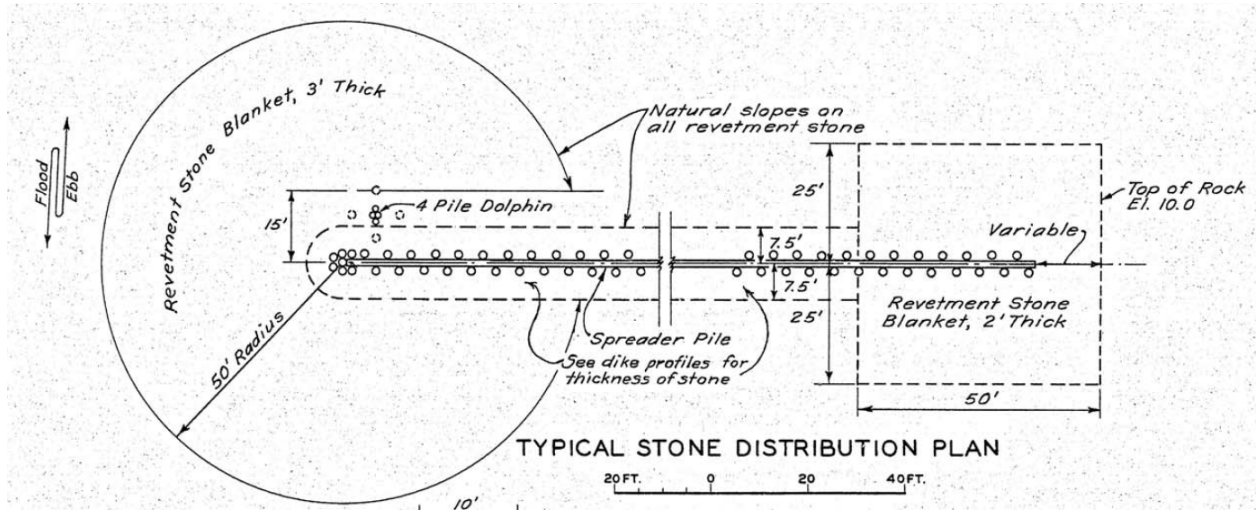 Revetment Stone Blanket, 3' Thick
Flood
Ebb
Natural slopes on
all revetment stone
15'
4 Pile Dolphin
50' Radius
7.5'
7.5'
25'
25'
Top of Rock
El. 10.0
Variable
Revetment Stone
Blanket, 2' Thick
Spreader Pile
See dike profiles for
thickness of stone
50'
TYPICAL STONE DISTRIBUTION PLAN
20 FT. 0 20 40 FT.
10'